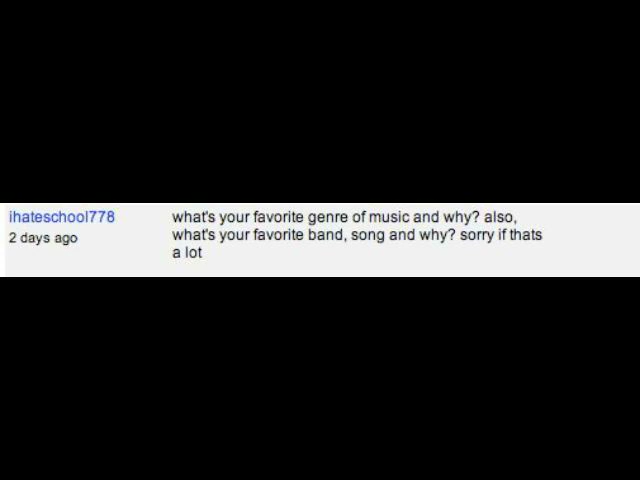 ihateschool778
2 days ago
what's your favorite genre of music and why? also,
what's your favorite band, song and why? sorry if thats
a lot